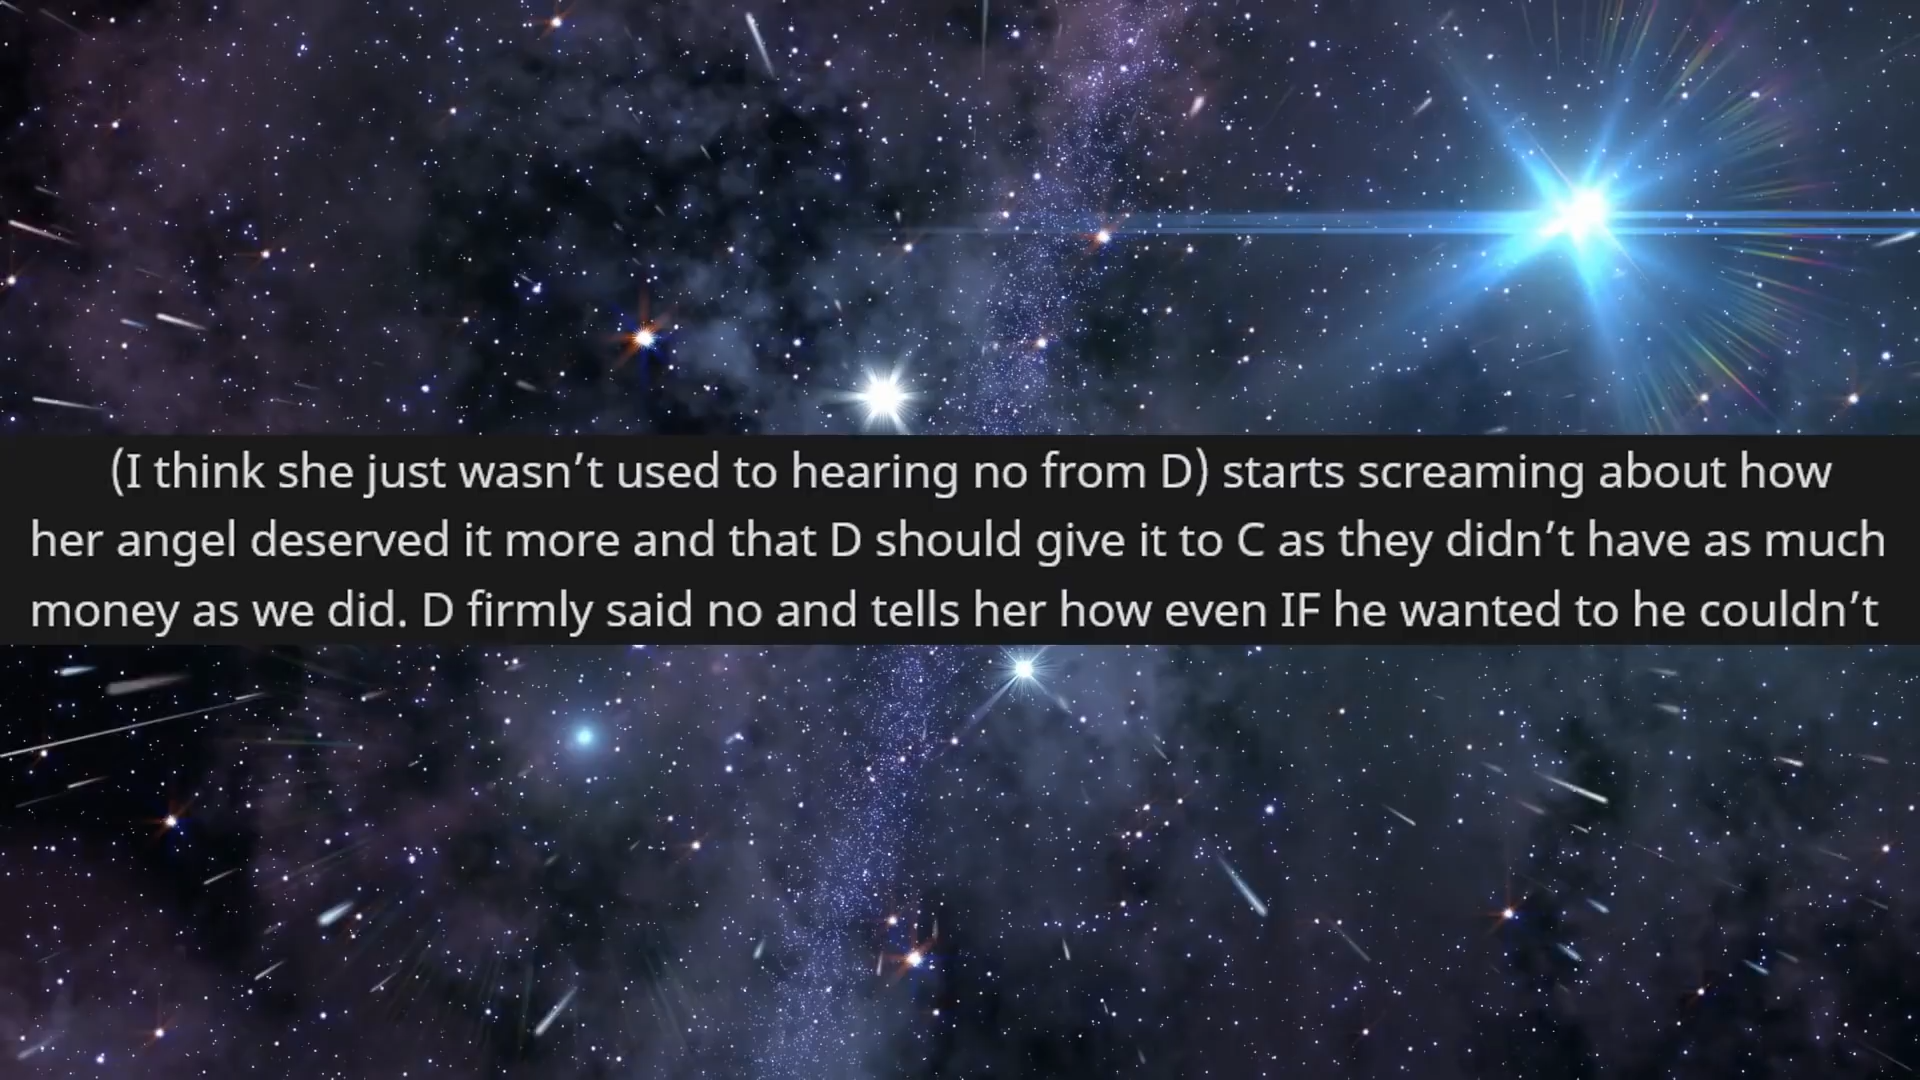 (I think she just wasn’t used to hearing no from D) starts screaming about how
her angel deserved it more and that D should give it to C as they didn’t have as much
money as we did. D firmly said no and tells her how even IF he wanted to he couldn’t